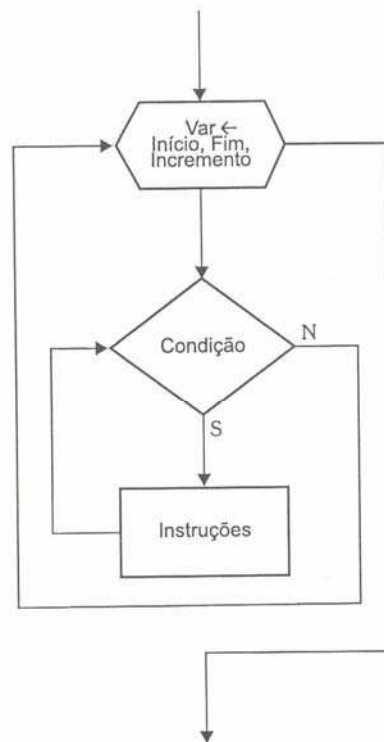 Var ←
Início, Fim,
Incremento
Condição
N
S
Instruções